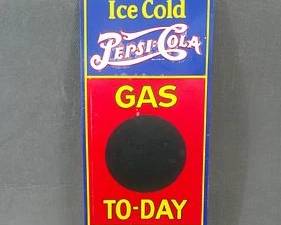 Ice Cold
PEPSI:COLA
GAS
TO-DAY